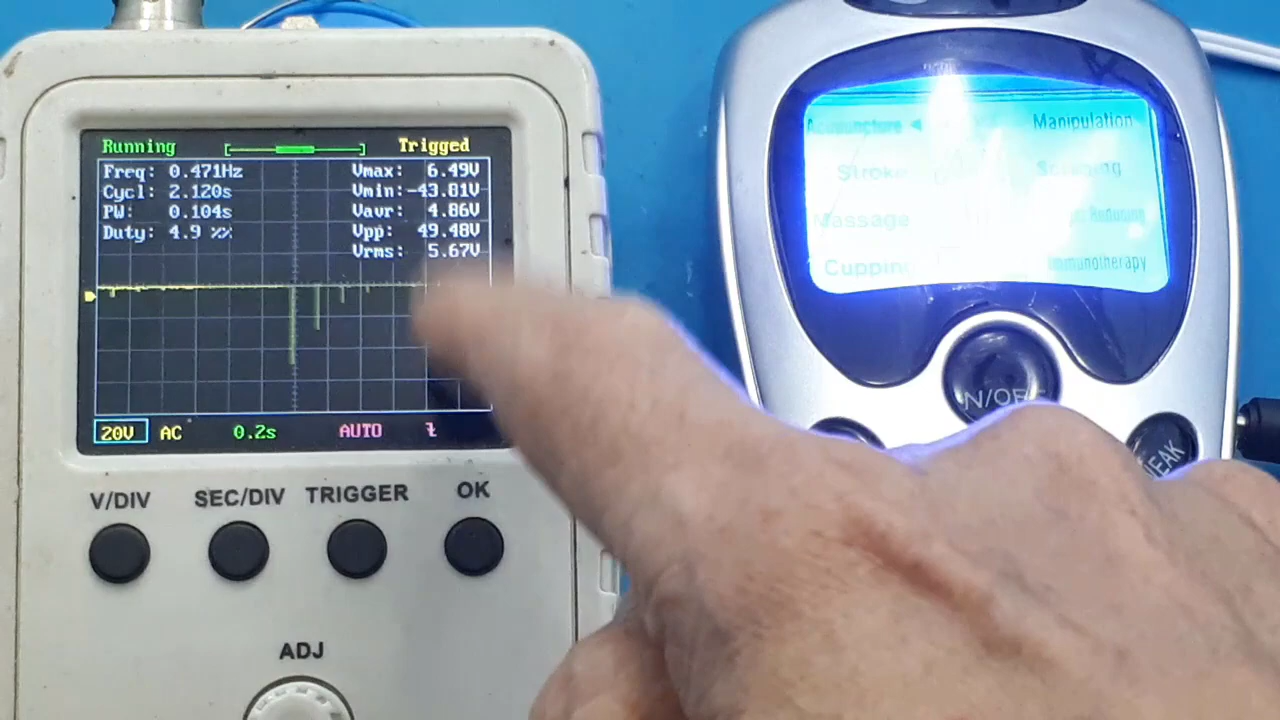 Running Trigged
Freq: 0.471Hz Vmax: 6.49V
Cycl: 2.120s Vmin:-43.81V
PW: 0.104s Vavr: 4.86V
Duty: 4.9 %% Vpp: 49.48V
Vrms: 5.67V
20V AC 0.2s AUTO
V/DIV SEC/DIV TRIGGER OK
ADJ
Acupuncture Manipulation
Stroke
Massage
Cupping Immunotherapy
N/OFF
WEAK